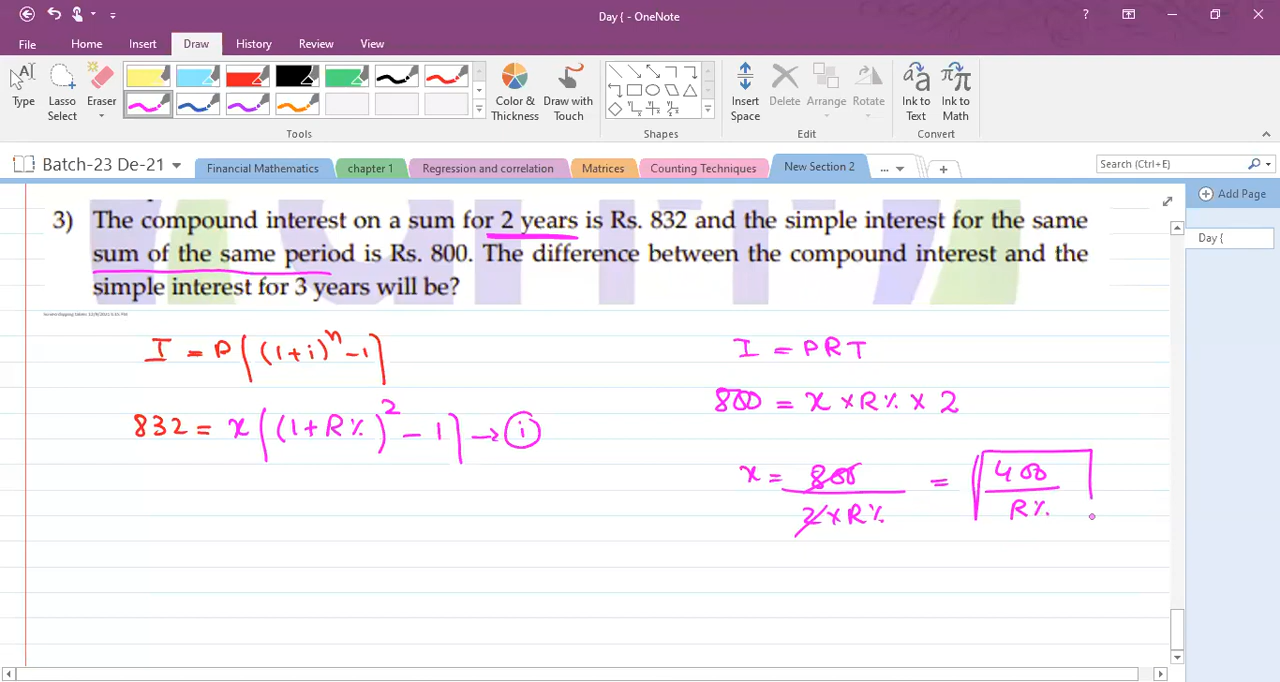 Day { - OneNote
File Home Insert Draw History Review View
Type Lasso Select Eraser Color & Thickness Draw with Touch Insert Space Delete Arrange Rotate Ink to Text Ink to Math
Tools Shapes Edit Convert
Batch-23 De-21 Financial Mathematics chapter 1 Regression and correlation Matrices Counting Techniques New Section 2 ... Search (Ctrl+E)
Add Page
Day {
3) The compound interest on a sum for 2 years is Rs. 832 and the simple interest for the same
sum of the same period is Rs. 800. The difference between the compound interest and the
simple interest for 3 years will be?
I = P[(1+i)^n -1]
832 = x[(1+R%)^2 - 1] → (i)
I = PRT
800 = x × R% × 2
x = 800 / 2×R% = 400 / R%